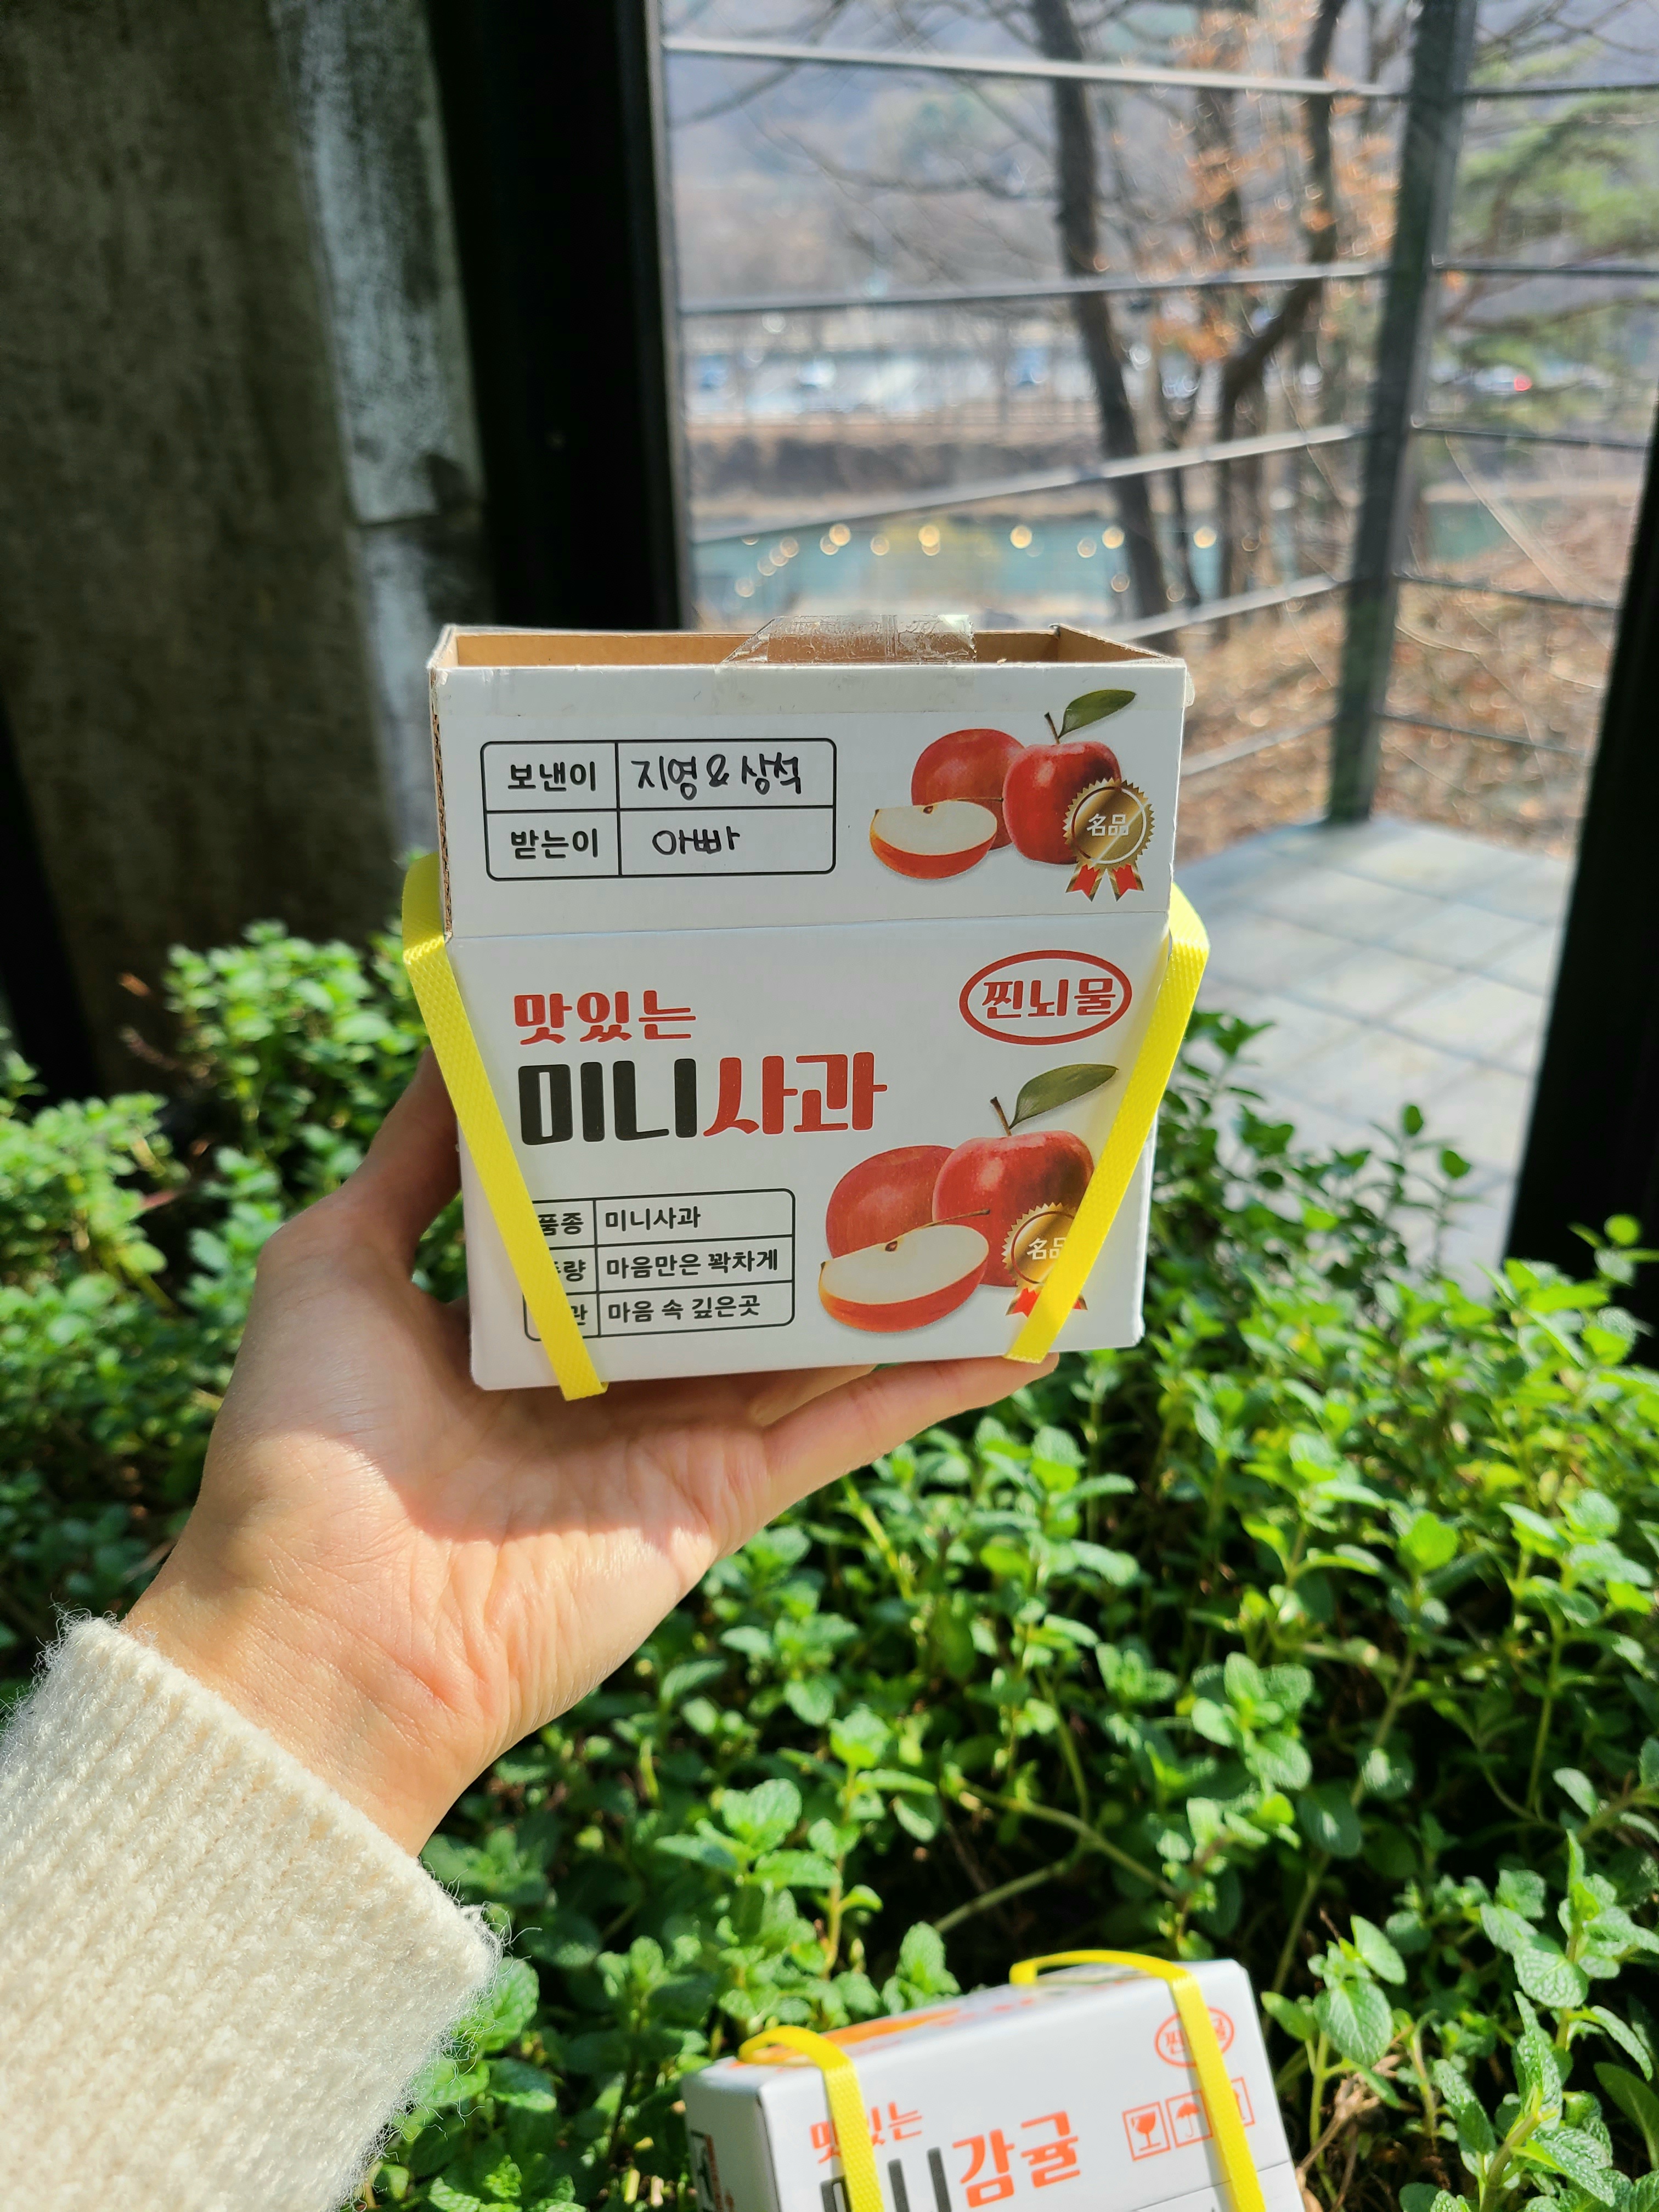 보낸이 지영 & 상석
받는이 아빠
名品
맛있는
찐뇌물
미니사과
품종 미니사과
마음만은 꽉차게
마음 속 깊은곳
名品
맛있는
감귤